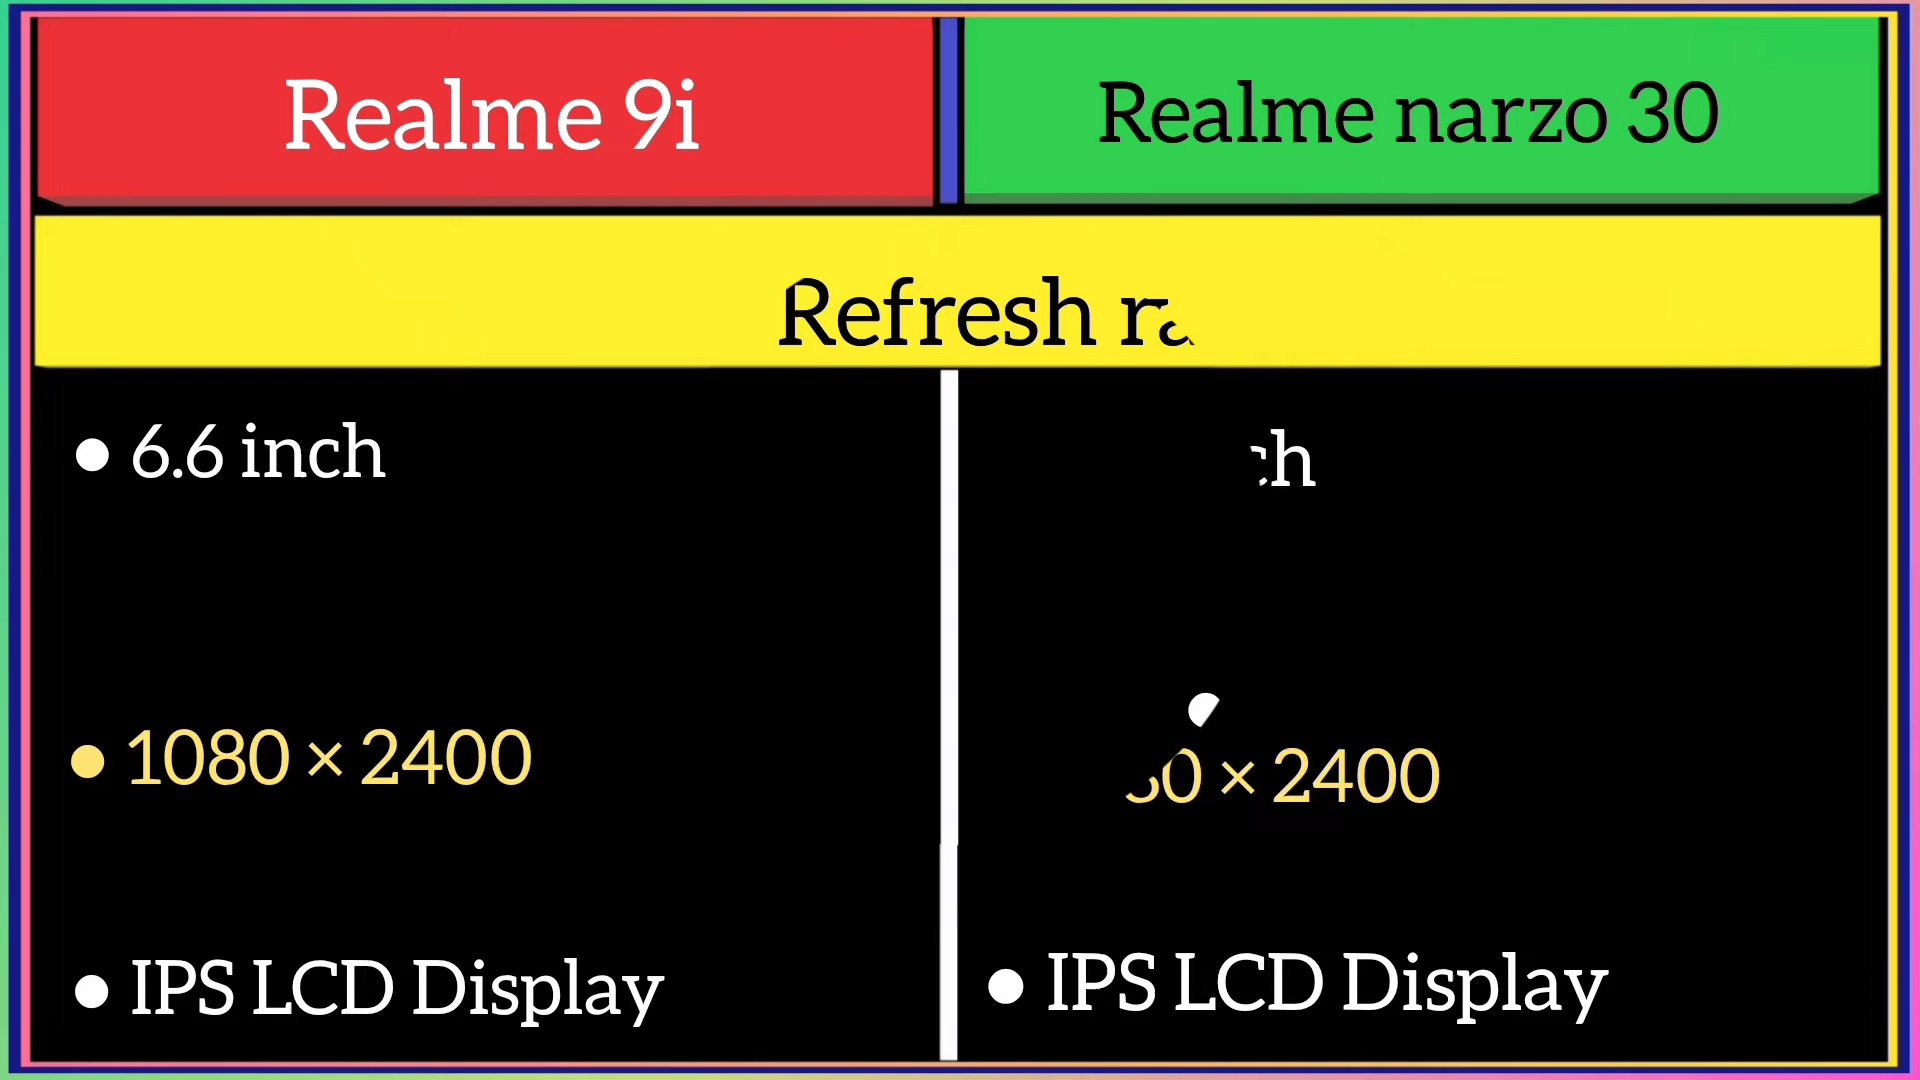 Realme 9i
Realme narzo 30
Refresh
● 6.6 inch
● 1080 × 2400
× 2400
● IPS LCD Display
● IPS LCD Display